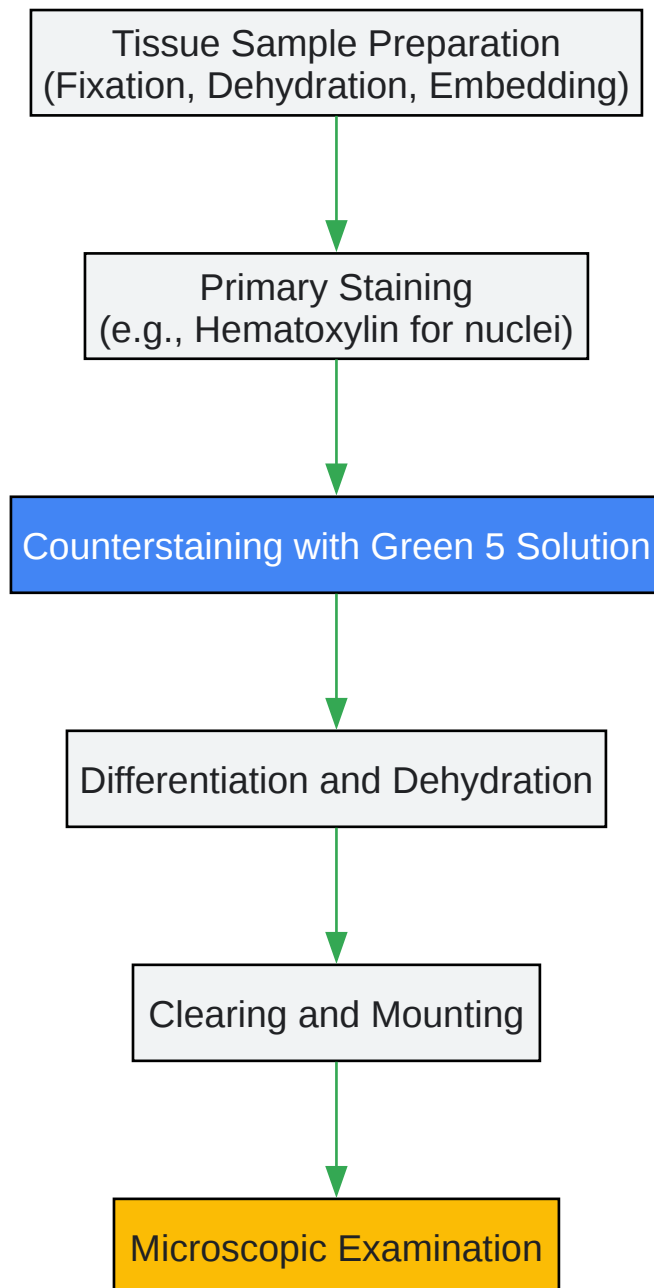 Tissue Sample Preparation
(Fixation, Dehydration, Embedding)
Primary Staining
(e.g., Hematoxylin for nuclei)
Counterstaining with Green 5 Solution
Differentiation and Dehydration
Clearing and Mounting
Microscopic Examination